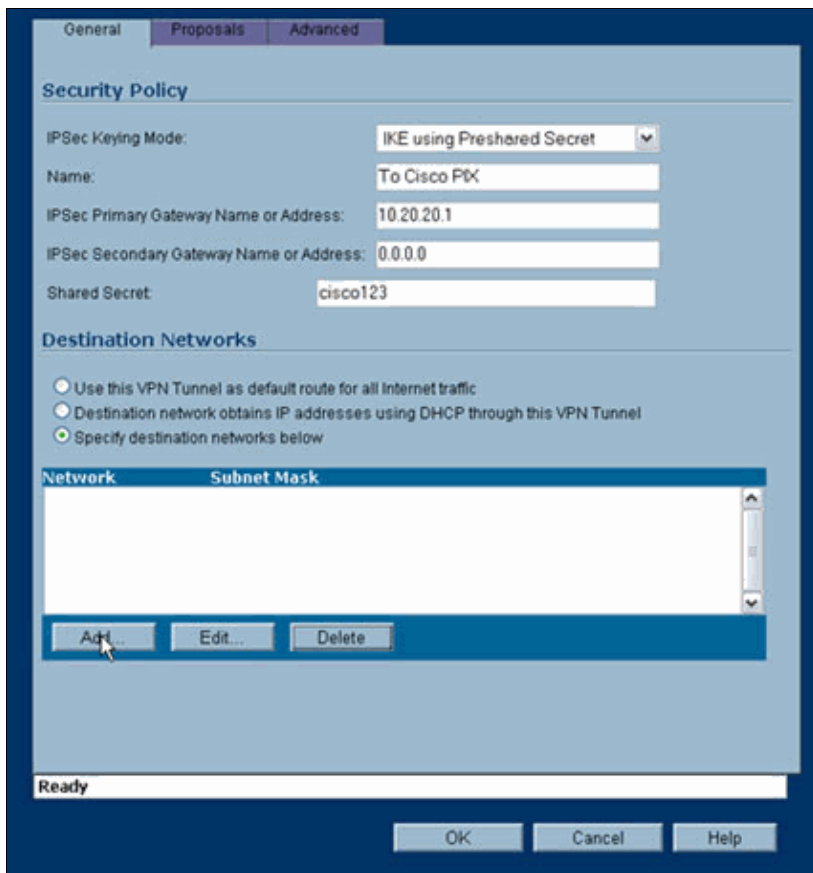 General Proposals Advanced
Security Policy
IPSec Keying Mode: IKE using Preshared Secret
Name: To Cisco PIX
IPSec Primary Gateway Name or Address: 10.20.20.1
IPSec Secondary Gateway Name or Address: 0.0.0.0
Shared Secret: cisco123
Destination Networks
Use this VPN Tunnel as default route for all Internet traffic
Destination network obtains IP addresses using DHCP through this VPN Tunnel
Specify destination networks below
Network Subnet Mask
Add... Edit... Delete
Ready
OK Cancel Help